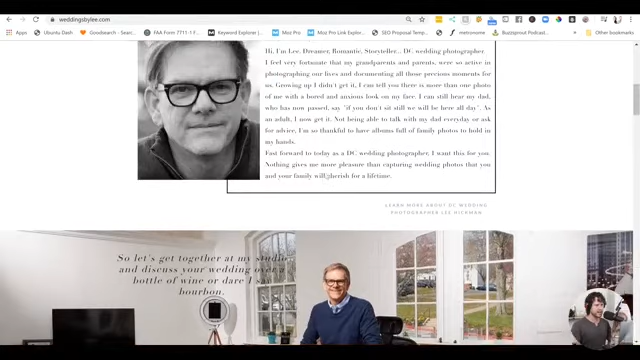 weddingsbylee.com
Apps
Ubuntu Dash
Goodsearch - Search...
FAA Form 7711-1 F...
Keyword Explorer |...
Moz Pro
Moz Pro Link Explor...
SEO Proposal Templ...
metronome
Buzzsprout Podcast...
Other bookmarks
Hi, I'm Lee. Dreamer, Romantic, Storyteller... DC wedding photographer
I feel very fortunate that my grandparents and parents, were so active in
photographing our lives and documenting all those precious moments for
us. Growing up I didn't get it, I can tell you there is more than one photo
of me with a bored and anxious look on my face. I can still hear my dad,
who has now passed, say "if you don't sit still we will be here all day". As
an adult, I now get it. Not being able to talk with my dad everyday or ask
for advice, I'm so thankful to have albums full of family photos to hold in
my hands.
Fast forward to today as a DC wedding photographer, I want this for you.
Nothing gives me more pleasure than capturing wedding photos that you
and your family will cherish for a lifetime.
LEARN MORE ABOUT DC WEDDING
PHOTOGRAPHER LEE HICHMAN
So let's get together at my studio
and discuss your wedding over a
bottle of wine or dare I say
bourbon.